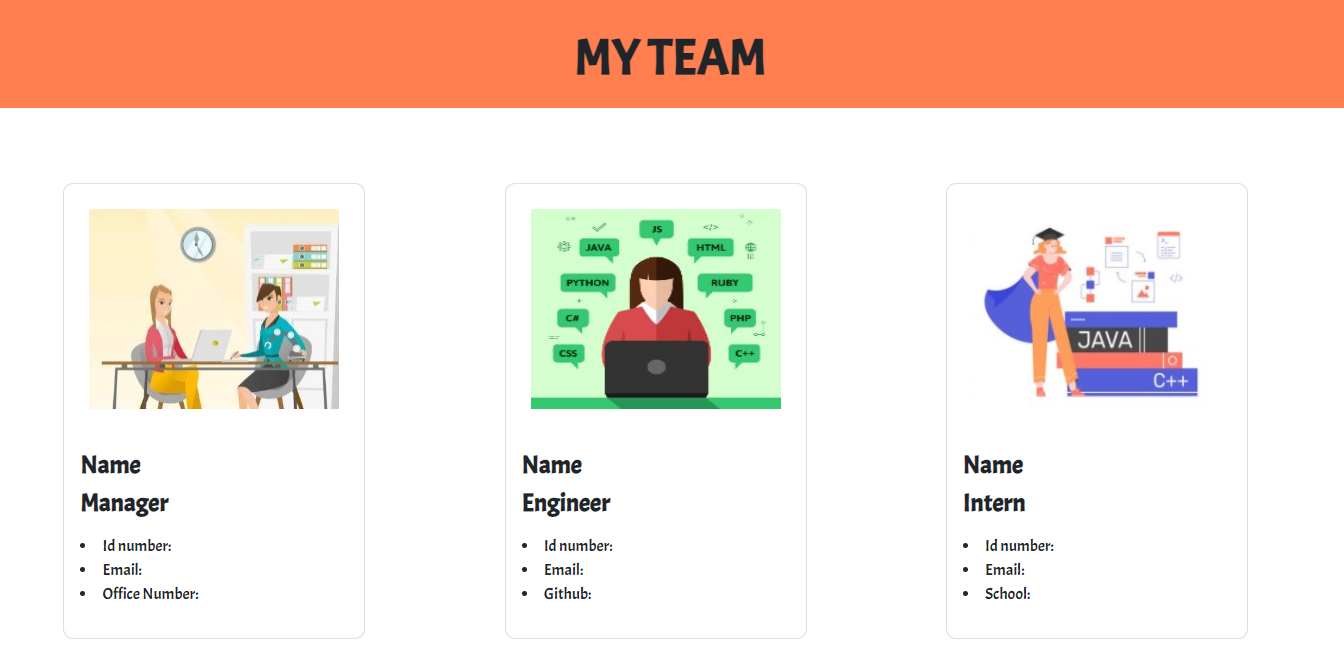 MY TEAM
JS
JAVA
HTML
PYTHON
RUBY
C#
PHP
CSS
C++
JAVA
C++
Name
Manager
Id number:
Email:
Office Number:
Name
Engineer
Id number:
Email:
Github:
Name
Intern
Id number:
Email:
School: